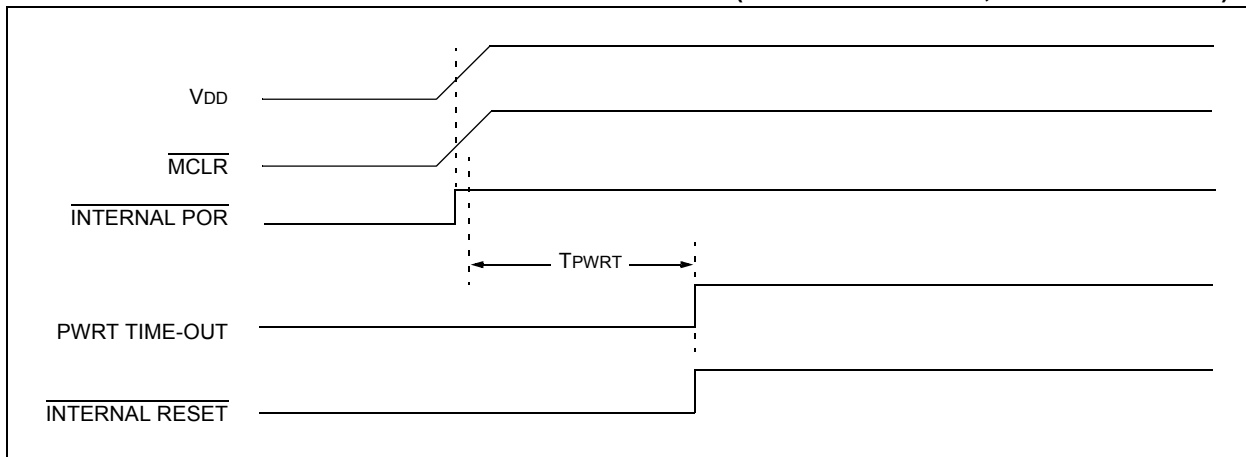 VDD
MCLR
INTERNAL POR
TPWRT
PWRT TIME-OUT
INTERNAL RESET